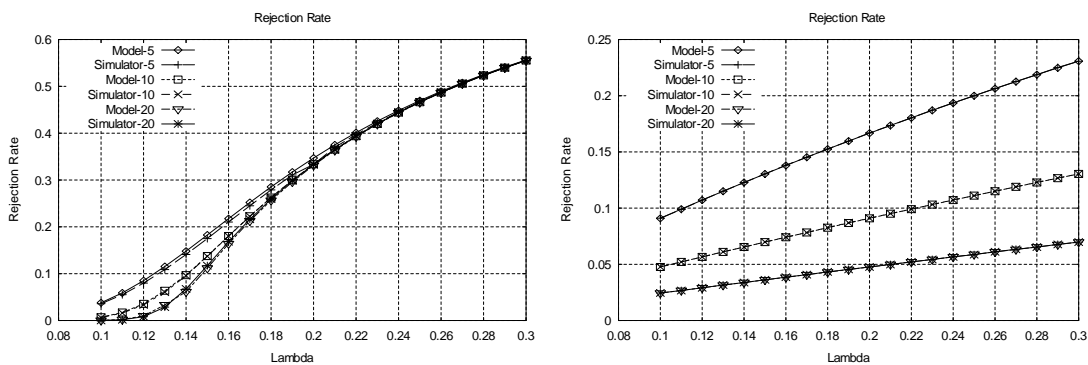 Rejection Rate
Rejection Rate
0.6
0.5
0.4
0.3
0.2
0.1
0
Model-5
Simulator-5
Model-10
Simulator-10
Model-20
Simulator-20
0.08 0.1 0.12 0.14 0.16 0.18 0.2 0.22 0.24 0.26 0.28 0.3
Lambda
Rejection Rate
Rejection Rate
0.25
0.2
0.15
0.1
0.05
0
Model-5
Simulator-5
Model-10
Simulator-10
Model-20
Simulator-20
0.08 0.1 0.12 0.14 0.16 0.18 0.2 0.22 0.24 0.26 0.28 0.3
Lambda